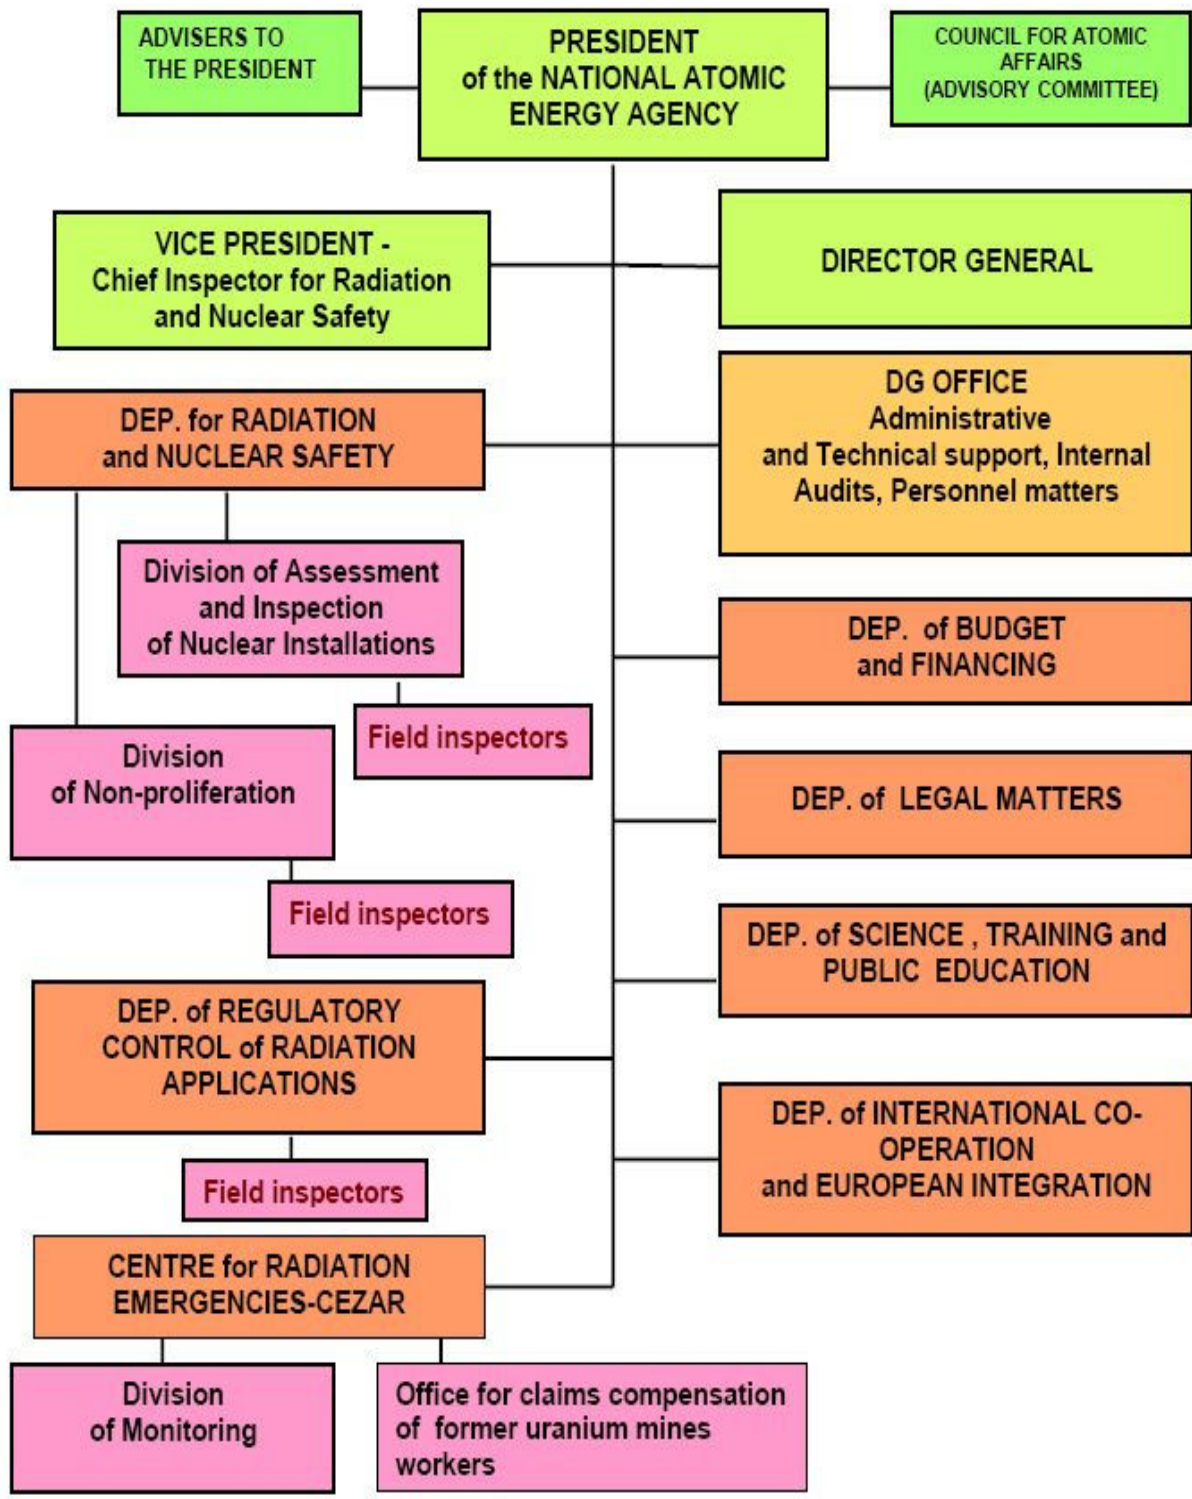 ADVISERS TO
THE PRESIDENT
PRESIDENT
of the NATIONAL ATOMIC
ENERGY AGENCY
COUNCIL FOR ATOMIC
AFFAIRS
(ADVISORY COMMITTEE)
VICE PRESIDENT -
Chief Inspector for Radiation
and Nuclear Safety
DIRECTOR GENERAL
DEP. for RADIATION
and NUCLEAR SAFETY
DG OFFICE
Administrative
and Technical support, Internal
Audits, Personnel matters
Division of Assessment
and Inspection
of Nuclear Installations
Field inspectors
DEP. of BUDGET
and FINANCING
Division
of Non-proliferation
Field inspectors
DEP. of LEGAL MATTERS
DEP. of SCIENCE , TRAINING and
PUBLIC EDUCATION
DEP. of REGULATORY
CONTROL of RADIATION
APPLICATIONS
Field inspectors
DEP. of INTERNATIONAL CO-
OPERATION
and EUROPEAN INTEGRATION
CENTRE for RADIATION
EMERGENCIES-CEZAR
Division
of Monitoring
Office for claims compensation
of former uranium mines
workers